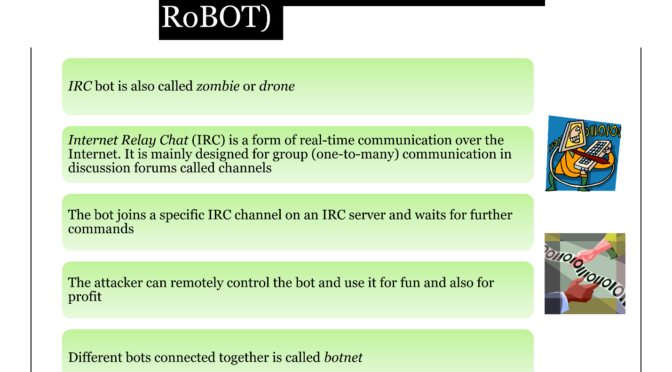 RoBOT)
IRC bot is also called zombie or drone
Internet Relay Chat (IRC) is a form of real-time communication over the
Internet. It is mainly designed for group (one-to-many) communication in
discussion forums called channels
The bot joins a specific IRC channel on an IRC server and waits for further
commands
The attacker can remotely control the bot and use it for fun and also for
profit
Different bots connected together is called botnet